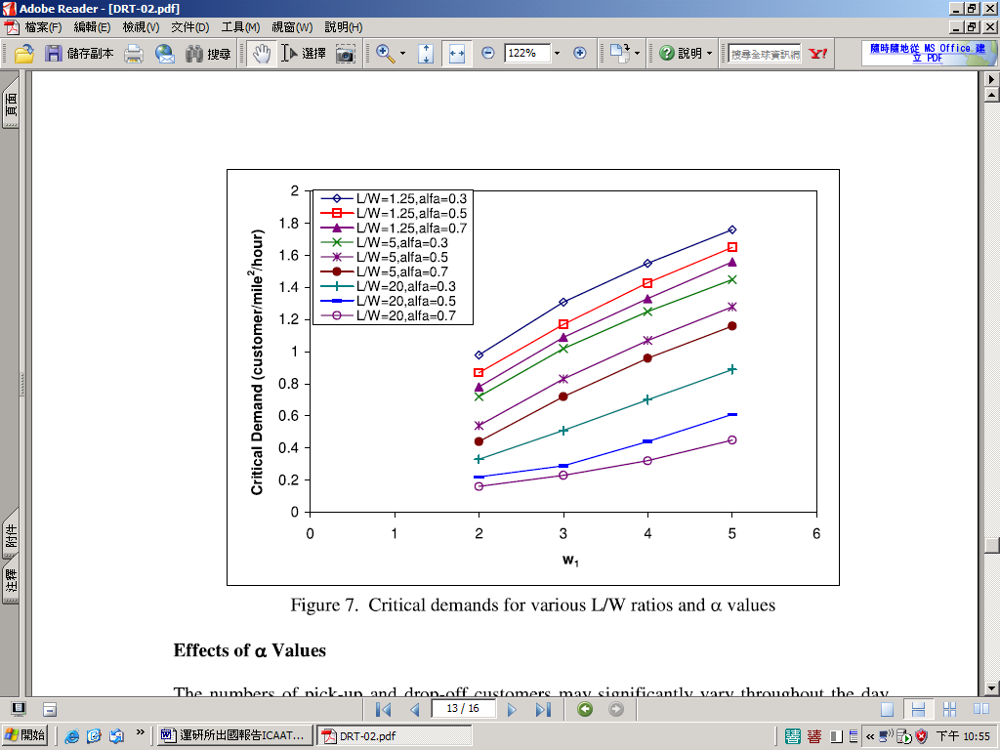 Adobe Reader - [DRT-02.pdf]
檔案(F) 編輯(E) 檢視(V) 文件(D) 工具(M) 視窗(W) 說明(H)
儲存副本 搜尋 選擇 122% 說明 搜尋全球資訊網 Y!
隨時隨地從 MS Office 建立 PDF
頁面
附件
注釋
L/W=1.25,alfa=0.3
L/W=1.25,alfa=0.5
L/W=1.25,alfa=0.7
L/W=5,alfa=0.3
L/W=5,alfa=0.5
L/W=5,alfa=0.7
L/W=20,alfa=0.3
L/W=20,alfa=0.5
L/W=20,alfa=0.7
Critical Demand (customer/mile²/hour)
2
1.8
1.6
1.4
1.2
1
0.8
0.6
0.4
0.2
0
0 1 2 3 4 5 6
w₁
Figure 7. Critical demands for various L/W ratios and α values
Effects of α Values
The numbers of pick-up and drop-off customers may significantly vary throughout the day
13 / 16
開始 運研所出國報告ICAAT... DRT-02.pdf 下午 10:55